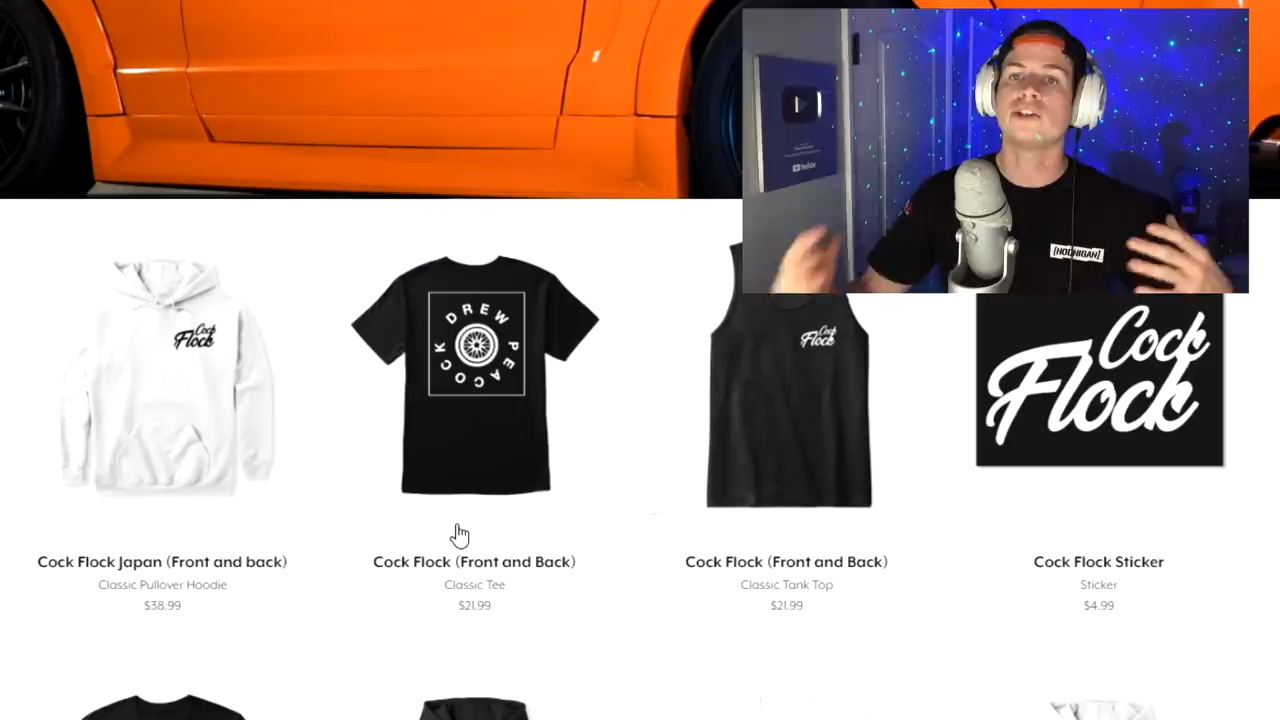 YouTube
[HOONIGAN]
Cock
Flock
DREW PEACOCK
Cock
Flock
Cock
Flock
Cock Flock Japan (Front and back)
Classic Pullover Hoodie
$38.99
Cock Flock (Front and Back)
Classic Tee
$21.99
Cock Flock (Front and Back)
Classic Tank Top
$21.99
Cock Flock Sticker
Sticker
$4.99